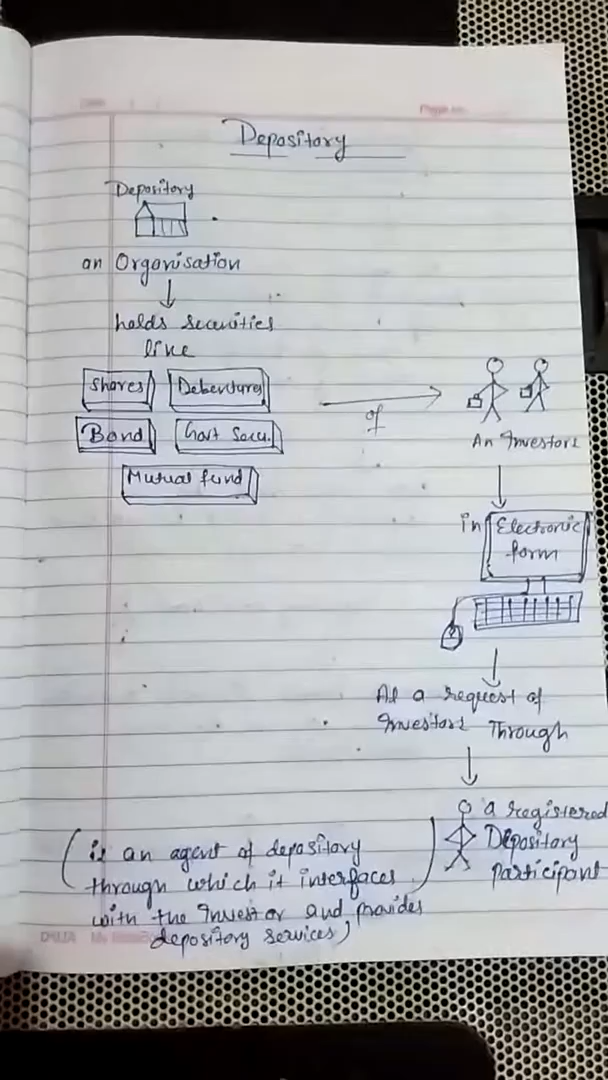 Page No.
Depository
Depository
an Organisation
holds securities
like
Shares
Debentures
Bond
Govt Secu.
Mutual fund
of
An Investors
in Electronic
form
At a request of
Investors Through
a registered
Depository
participant
(is an agent of depository
through which it interfaces
with the Investor and provides
depository services)